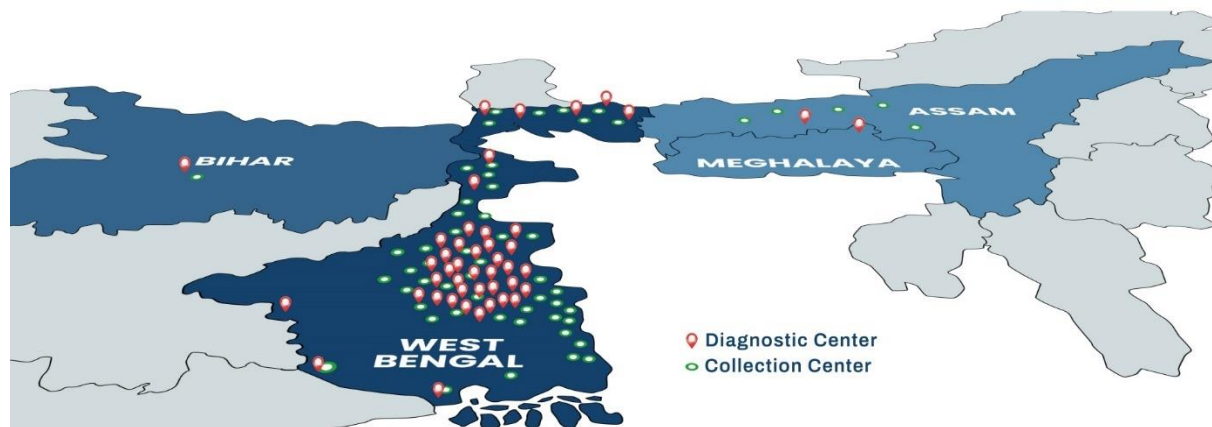 BIHAR
ASSAM
MEGHALAYA
WEST
BENGAL
Diagnostic Center
Collection Center